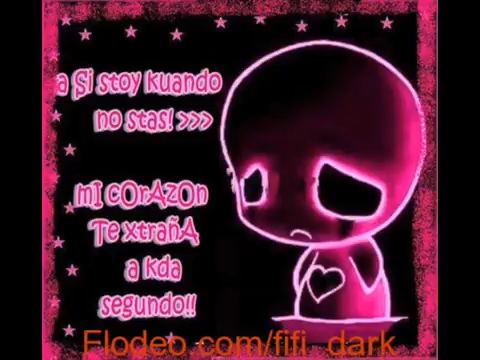 a Si stoy kuando
no stas! >>>
mI cOrAzOn
Te xtrañA
a kda
segundo!!
Flodeo com/fifi_dark